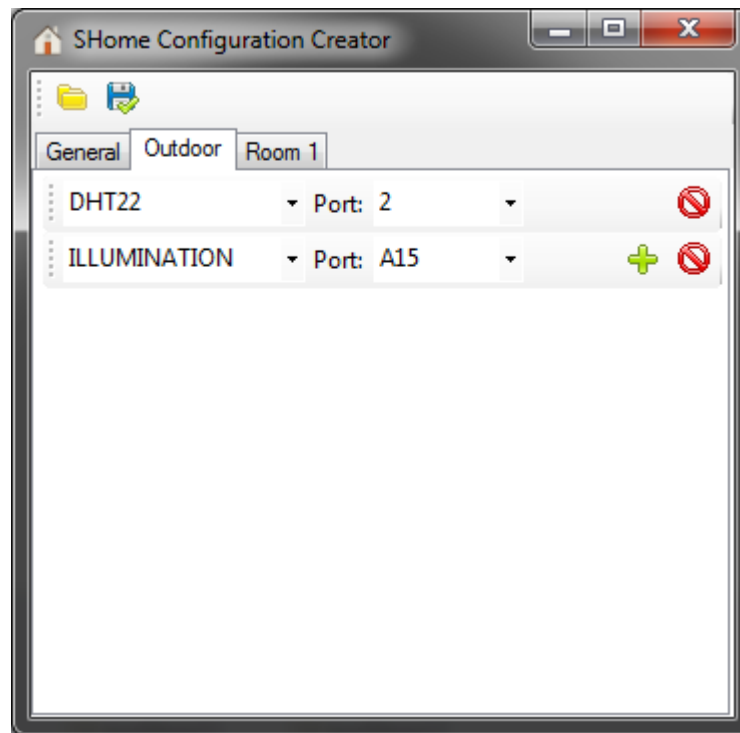 SHome Configuration Creator
General Outdoor Room 1
DHT22 Port: 2
ILLUMINATION Port: A15